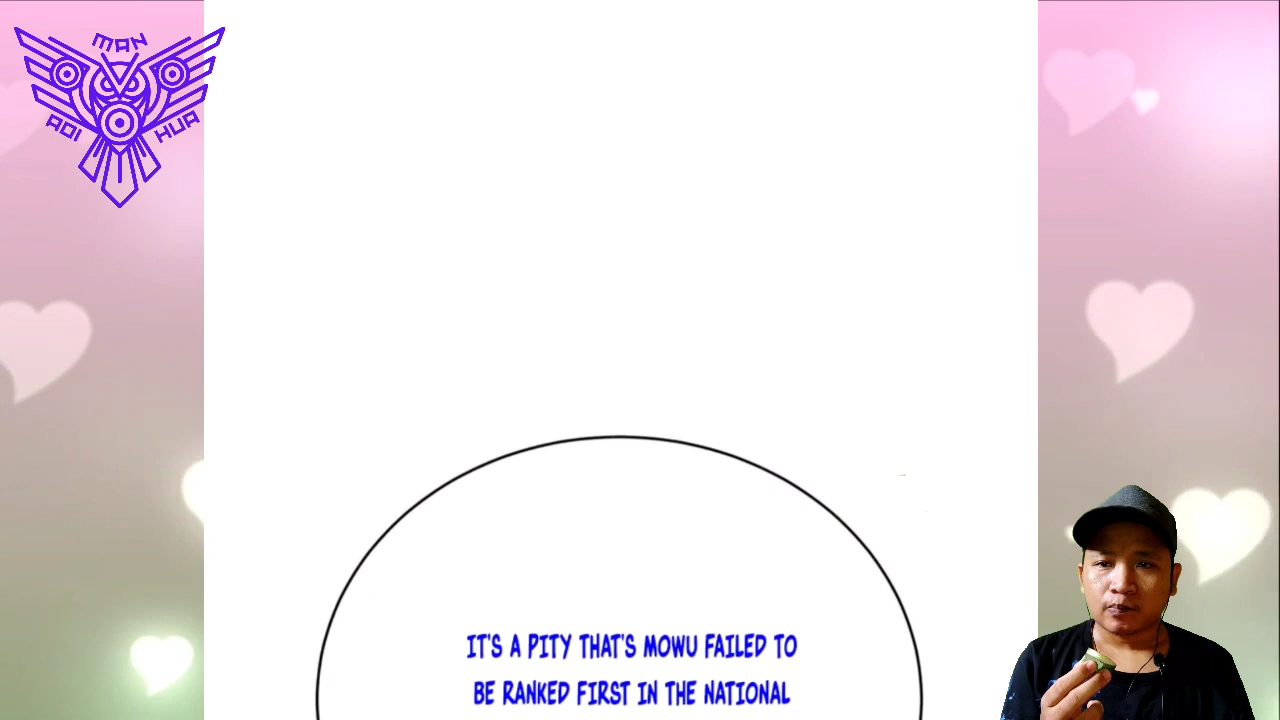 MAN
AOI HUA
IT'S A PITY THAT'S MOWU FAILED TO
BE RANKED FIRST IN THE NATIONAL